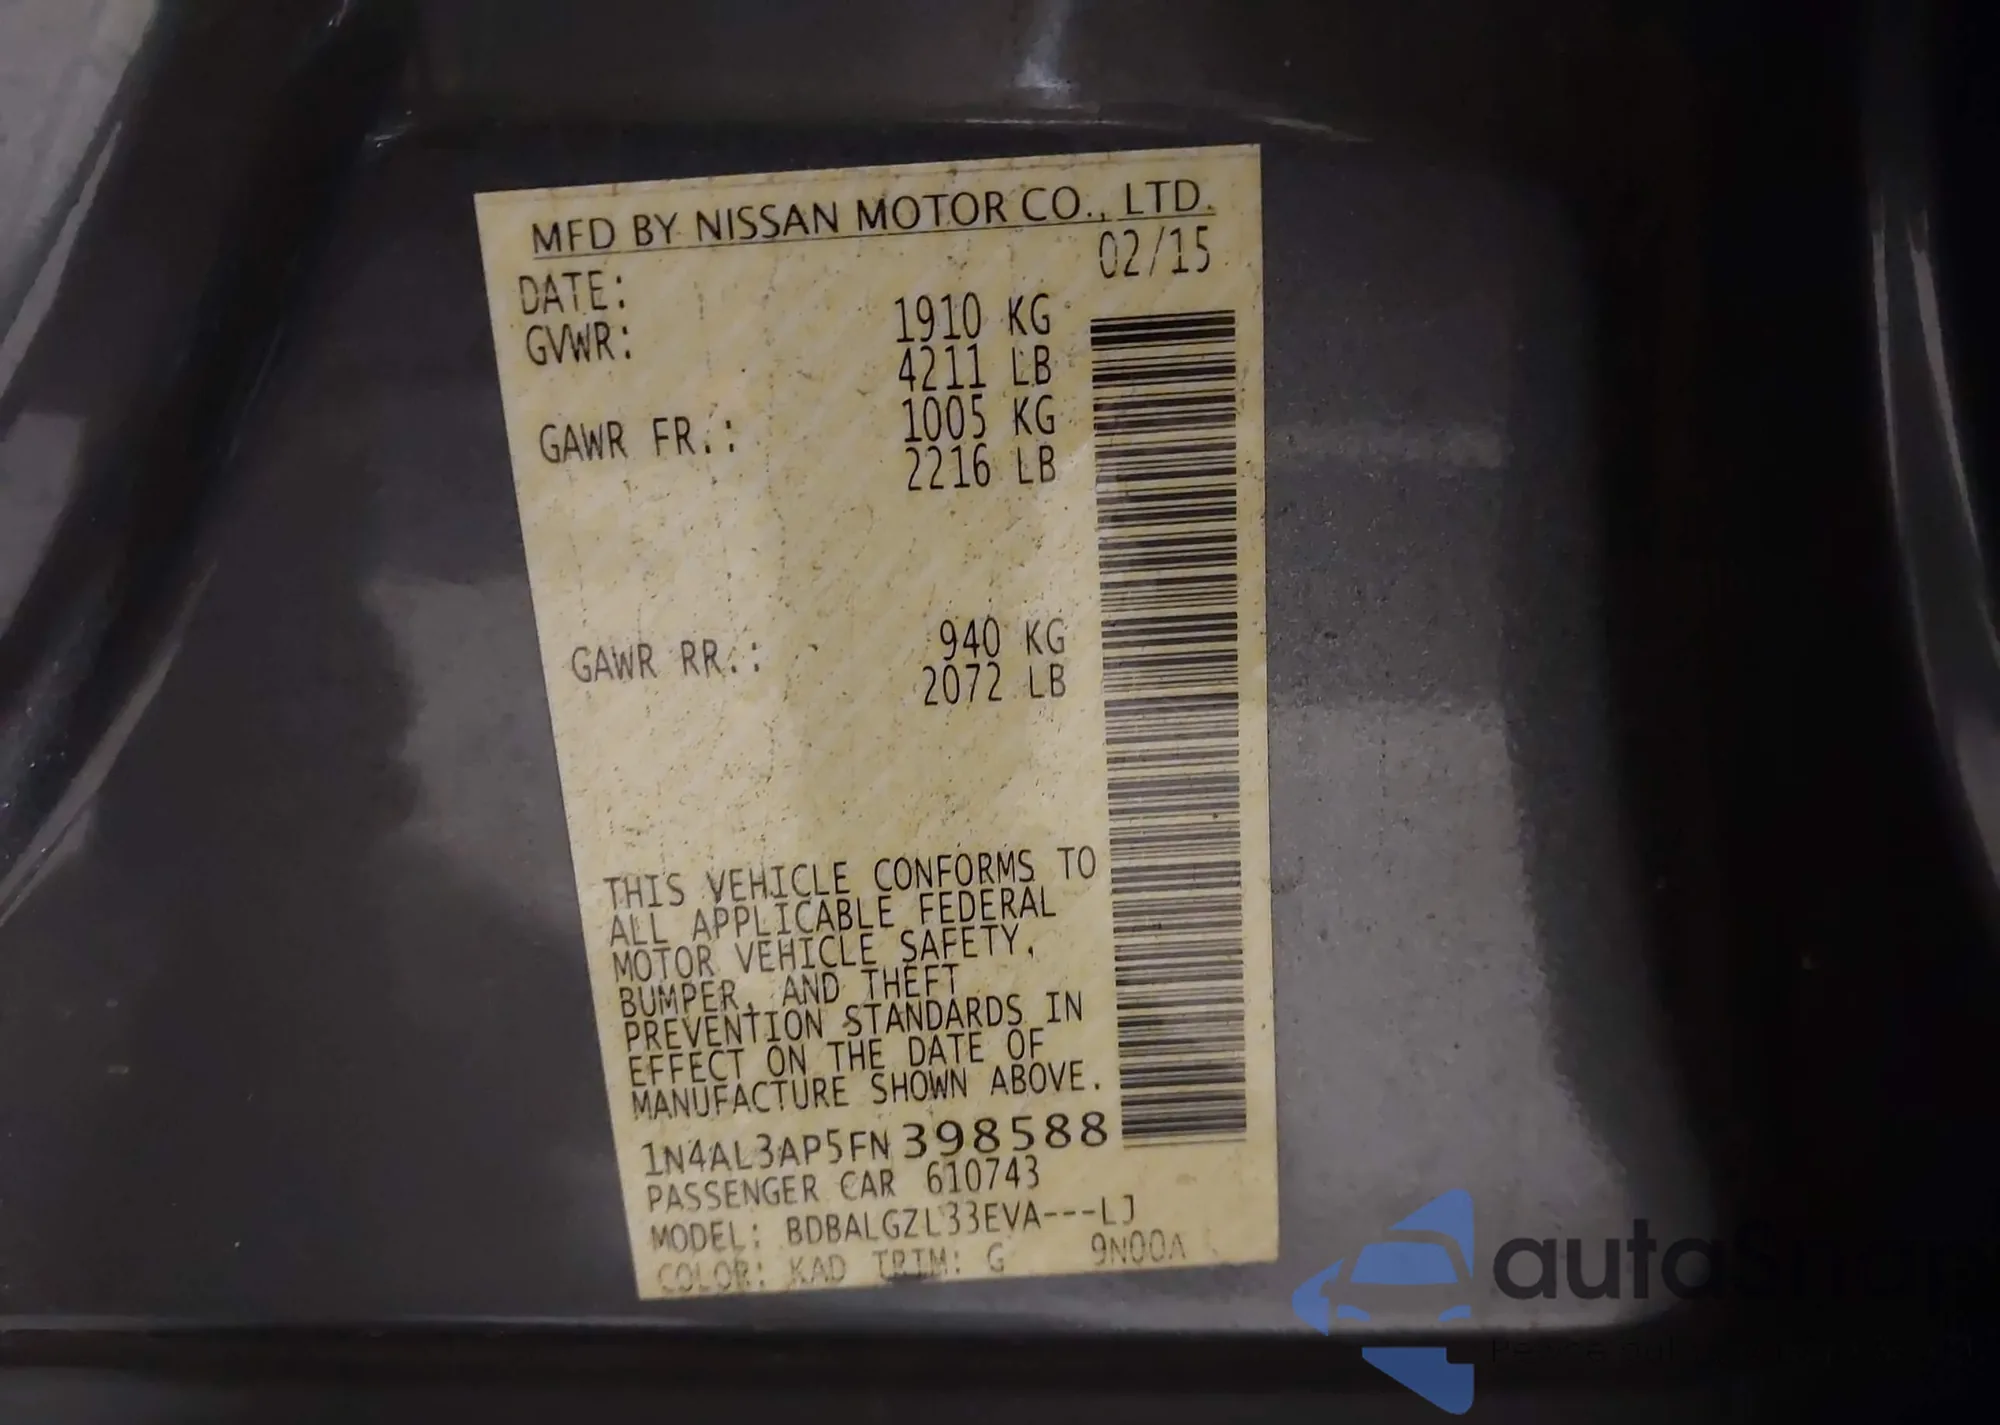 MFD BY NISSAN MOTOR CO., LTD.
DATE: 02/15
GVWR: 1910 KG
4211 LB
GAWR FR.: 1005 KG
2216 LB
GAWR RR.: 940 KG
2072 LB
THIS VEHICLE CONFORMS TO
ALL APPLICABLE FEDERAL
MOTOR VEHICLE SAFETY,
BUMPER, AND THEFT
PREVENTION STANDARDS IN
EFFECT ON THE DATE OF
MANUFACTURE SHOWN ABOVE.
1N4AL3AP5FN398588
PASSENGER CAR 610743
MODEL: BDBALGZL33EVA---LJ
COLOR: KAD TRIM: G 9N00A
autoSnap